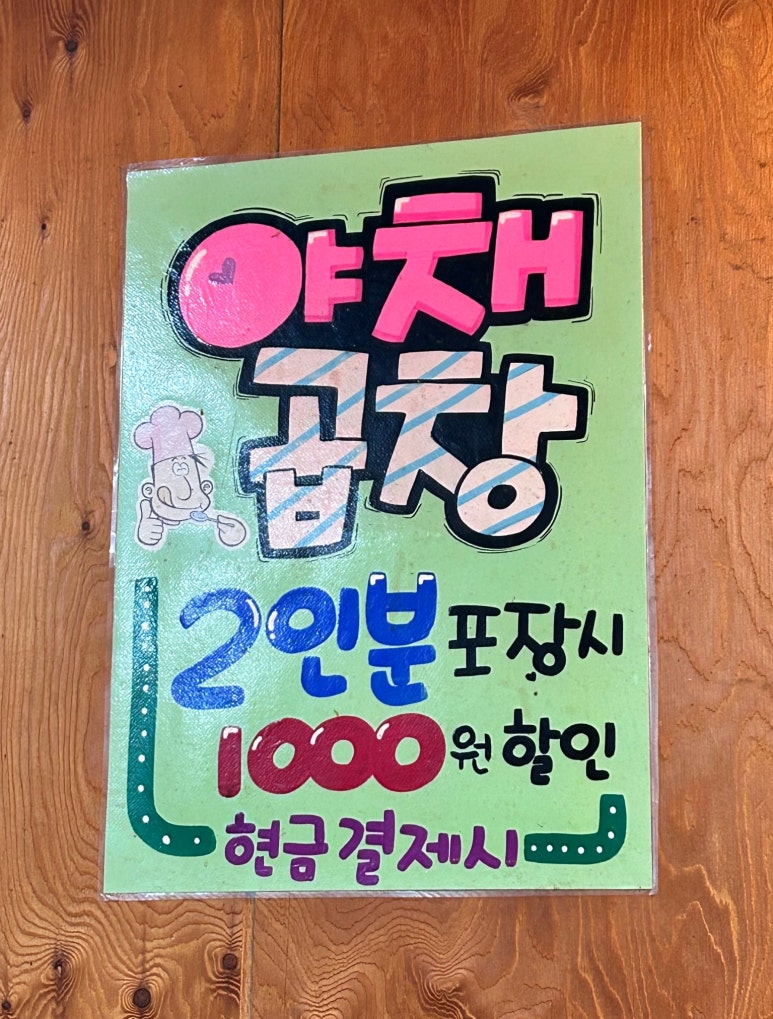 야채
곱창
2인분 포장시
1000원 할인
현금결제시